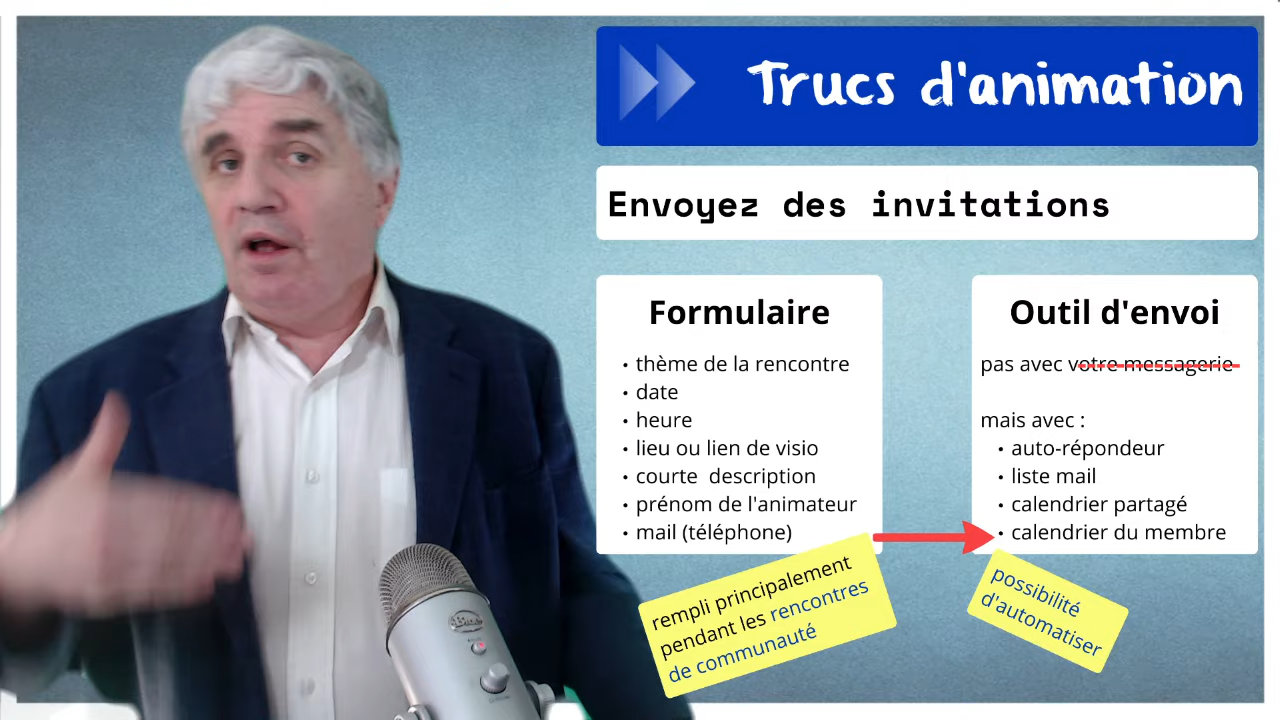 Trucs d'animation
Envoyez des invitations
Formulaire
• thème de la rencontre
• date
• heure
• lieu ou lien de visio
• courte description
• prénom de l'animateur
• mail (téléphone)
rempli principalement
pendant les rencontres
de communauté
Outil d'envoi
pas avec votre messagerie
mais avec :
• auto-répondeur
• liste mail
• calendrier partagé
• calendrier du membre
possibilité
d'automatiser